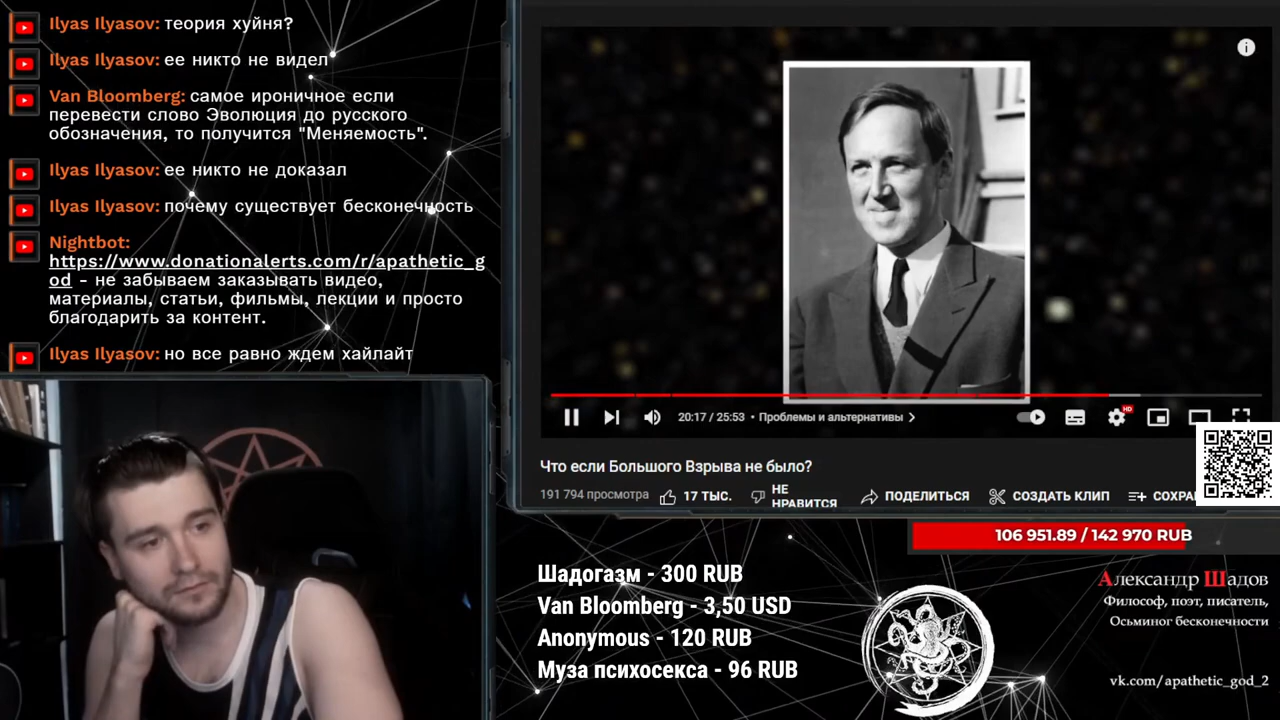 Ilyas Ilyasov: теория хуйня?
Ilyas Ilyasov: ее никто не видел
Van Bloomberg: самое ироничное если
перевести слово Эволюция до русского
обозначения, то получится "Меняемость".
Ilyas Ilyasov: ее никто не доказал
Ilyas Ilyasov: почему существует бесконечность
Nightbot:
https://www.donationalerts.com/r/apathetic_g
od - не забываем заказывать видео,
материалы, статьи, фильмы, лекции и просто
благодарить за контент.
Ilyas Ilyasov: но все равно ждем хайлайт
20:17 / 25:53 • Проблемы и альтернативы
HD
Что если Большого Взрыва не было?
191 794 просмотра
17 ТЫС.
НЕ
НРАВИТСЯ
ПОДЕЛИТЬСЯ
СОЗДАТЬ КЛИП
СОХРА
106 951.89 / 142 970 RUB
Шадогазм - 300 RUB
Van Bloomberg - 3,50 USD
Anonymous - 120 RUB
Муза психосекса - 96 RUB
Александр Шадов
Философ, поэт, писатель,
Осьминог бесконечности
vk.com/apathetic_god_2